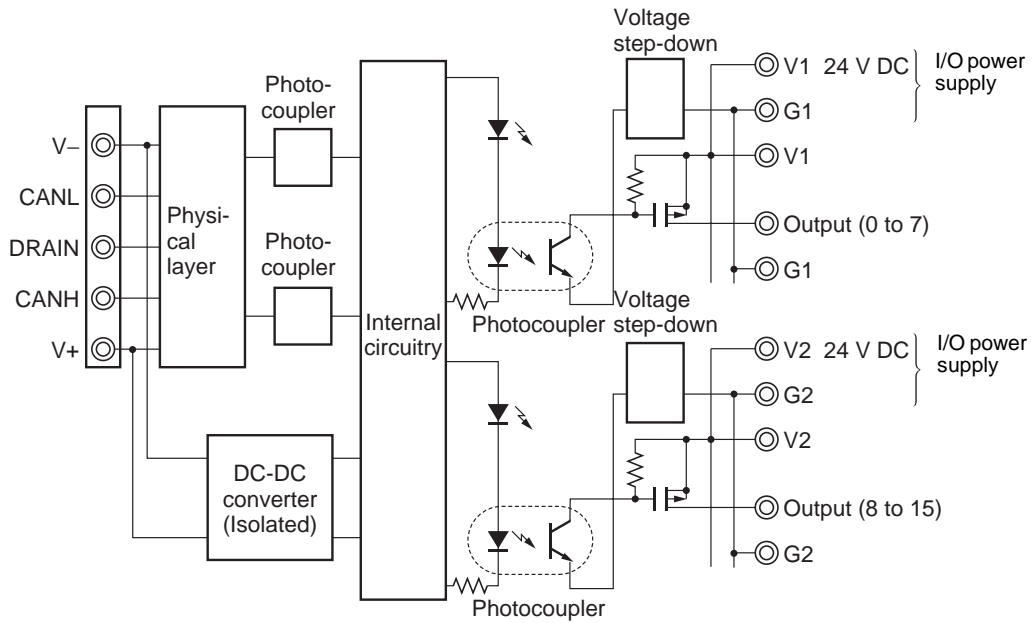 Voltage
step-down
V1 24 V DC
I/O power
supply
G1
V1
Output (0 to 7)
G1
Photo-
coupler
V–
CANL
DRAIN
CANH
V+
Physi-
cal
layer
Photo-
coupler
Internal
circuitry
Photocoupler
Voltage
step-down
V2 24 V DC
I/O power
supply
G2
V2
Output (8 to 15)
G2
DC-DC
converter
(Isolated)
Photocoupler